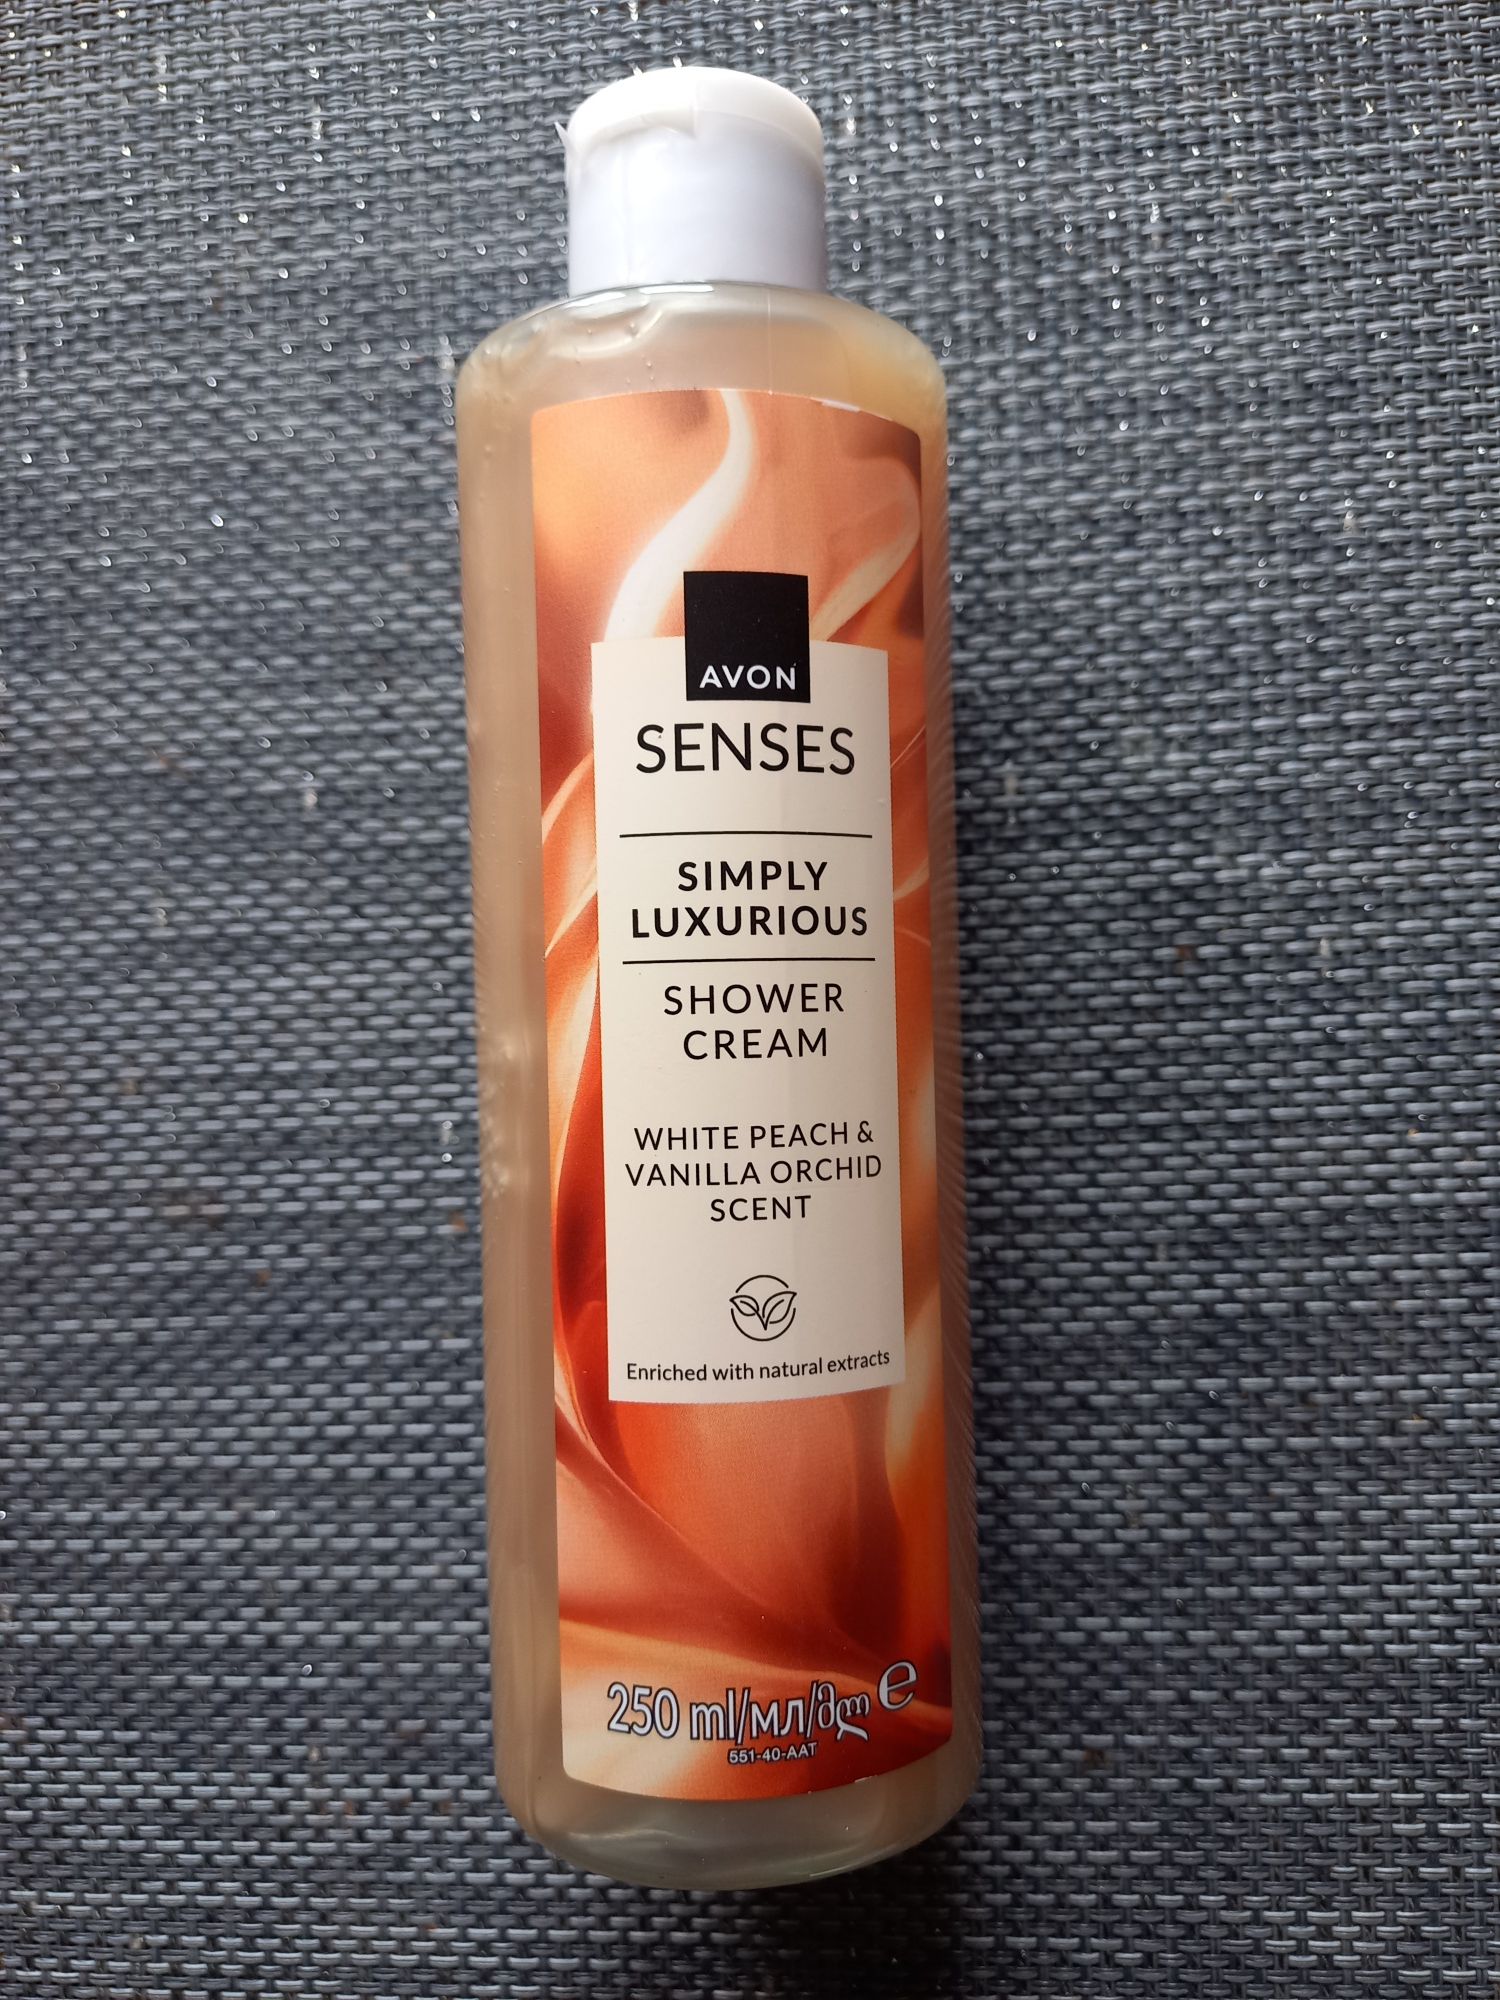 AVON
SENSES
SIMPLY
LUXURIOUS
SHOWER
CREAM
WHITE PEACH &
VANILLA ORCHID
SCENT
Enriched with natural extracts
250 ml/мл/მლ ℮
551-40-AAT